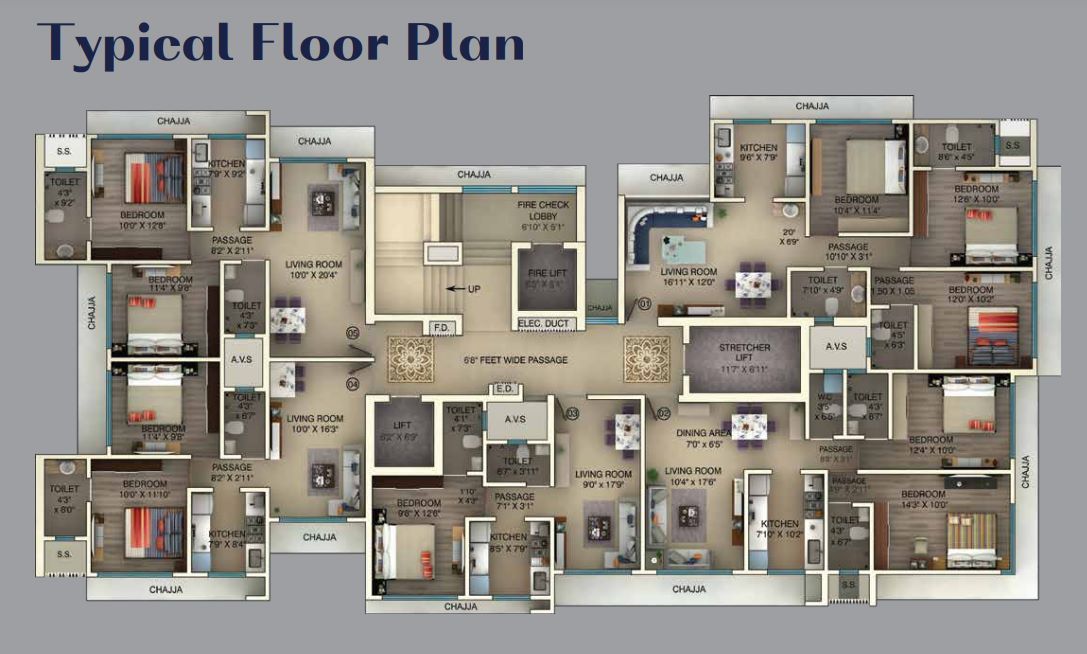 Typical Floor Plan
CHAJJA
S.S.
TOILET
4'3"
x 9'2"
BEDROOM
10'0" X 12'8"
KITCHEN
7'9" X 9'2"
CHAJJA
PASSAGE
8'2" X 2'11"
LIVING ROOM
10'0" X 20'4"
CHAJJA
BEDROOM
11'4" X 9'8"
TOILET
4'3"
x 7'3"
A.V.S
05
CHAJJA
UP
FIRE CHECK
LOBBY
6'10" X 5'1"
FIRE LIFT
F.D.
ELEC. DUCT
6'8" FEET WIDE PASSAGE
E.D.
CHAJJA
CHAJJA
CHAJJA
KITCHEN
9'6" X 7'9"
BEDROOM
10'4" X 11'4"
TOILET
8'6" x 4'5"
S.S.
BEDROOM
12'6" X 10'0"
2'0"
X 6'9"
PASSAGE
10'10" X 3'1"
LIVING ROOM
16'11" X 12'0"
01
TOILET
7'10" x 4'9"
PASSAGE
1.50 X 1.05
BEDROOM
12'0" X 10'2"
TOILET
4'5"
x 6'3"
CHAJJA
STRETCHER
LIFT
11'7" X 6'11"
A.V.S
04
BEDROOM
11'4" X 9'8"
TOILET
4'3"
x 6'7"
LIVING ROOM
10'0" X 16'3"
PASSAGE
8'2" X 2'11"
TOILET
4'3"
x 8'0"
BEDROOM
10'0" X 11'10"
KITCHEN
7'9" X 8'4"
S.S.
CHAJJA
CHAJJA
LIFT
6'2" X 6'9"
TOILET
4'1"
x 7'3"
A.V.S
TOILET
6'7" x 3'11"
03
LIVING ROOM
9'0" x 17'9"
BEDROOM
9'6" X 12'6"
1'10"
X 4'3"
PASSAGE
7'1" X 3'1"
KITCHEN
8'5" X 7'9"
CHAJJA
02
DINING AREA
7'0" x 6'5"
LIVING ROOM
10'4" x 17'6"
KITCHEN
7'10" X 10'2"
W.C
3'5"
x 6'5"
TOILET
4'3"
x 6'7"
PASSAGE
BEDROOM
12'4" X 10'0"
PASSAGE
TOILET
4'3"
x 6'7"
BEDROOM
14'3" X 10'0"
S.S.
CHAJJA
CHAJJA